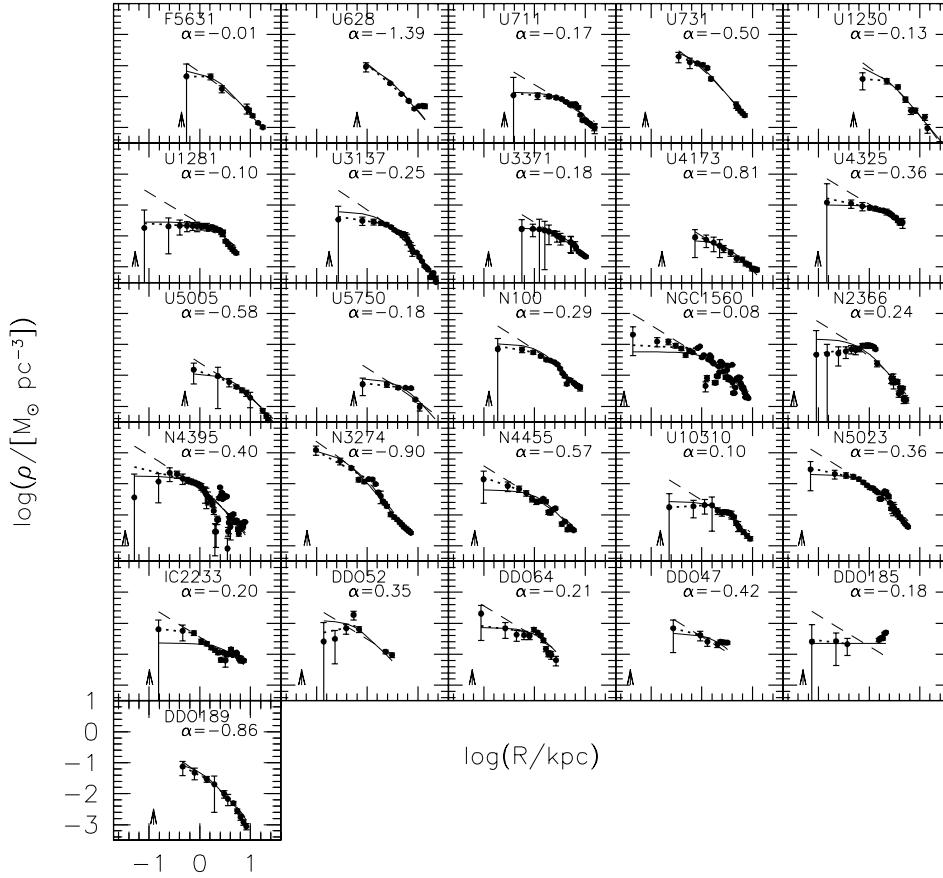 F5631 U628 U711 U731 U1230
α=−0.01 α=−1.39 α=−0.17 α=−0.50 α=−0.13
U1281 U3137 U3371 U4173 U4325
α=−0.10 α=−0.25 α=−0.18 α=−0.81 α=−0.36
U5005 U5750 N100 NGC1560 N2366
α=−0.58 α=−0.18 α=−0.29 α=−0.08 α=0.24
N4395 N3274 N4455 U10310 N5023
α=−0.40 α=−0.90 α=−0.57 α=0.10 α=−0.36
IC2233 DDO52 DDO64 DDO47 DDO185
α=−0.20 α=0.35 α=−0.21 α=−0.42 α=−0.18
DDO189
α=−0.86
log(ρ/[M⊙ pc−3])
1
0
−1
−2
−3
−1 0 1
log(R/kpc)